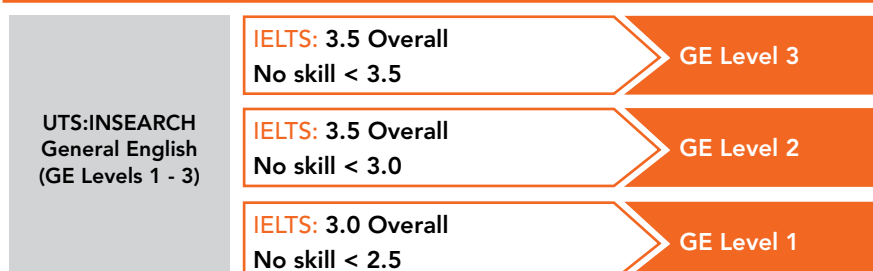 UTS:INSEARCH
General English
(GE Levels 1 - 3)
IELTS: 3.5 Overall
No skill < 3.5
GE Level 3
IELTS: 3.5 Overall
No skill < 3.0
GE Level 2
IELTS: 3.0 Overall
No skill < 2.5
GE Level 1